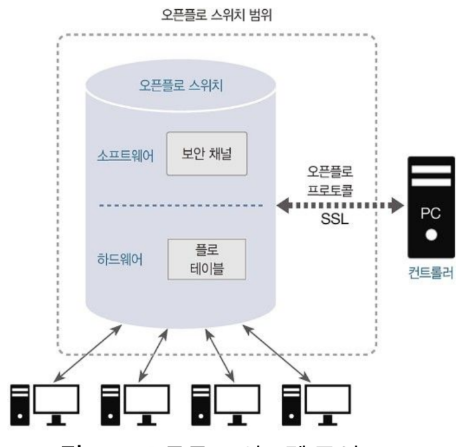 오픈플로 스위치 범위
오픈플로 스위치
소프트웨어
보안 채널
오픈플로
프로토콜
SSL
PC
컨트롤러
하드웨어
플로
테이블